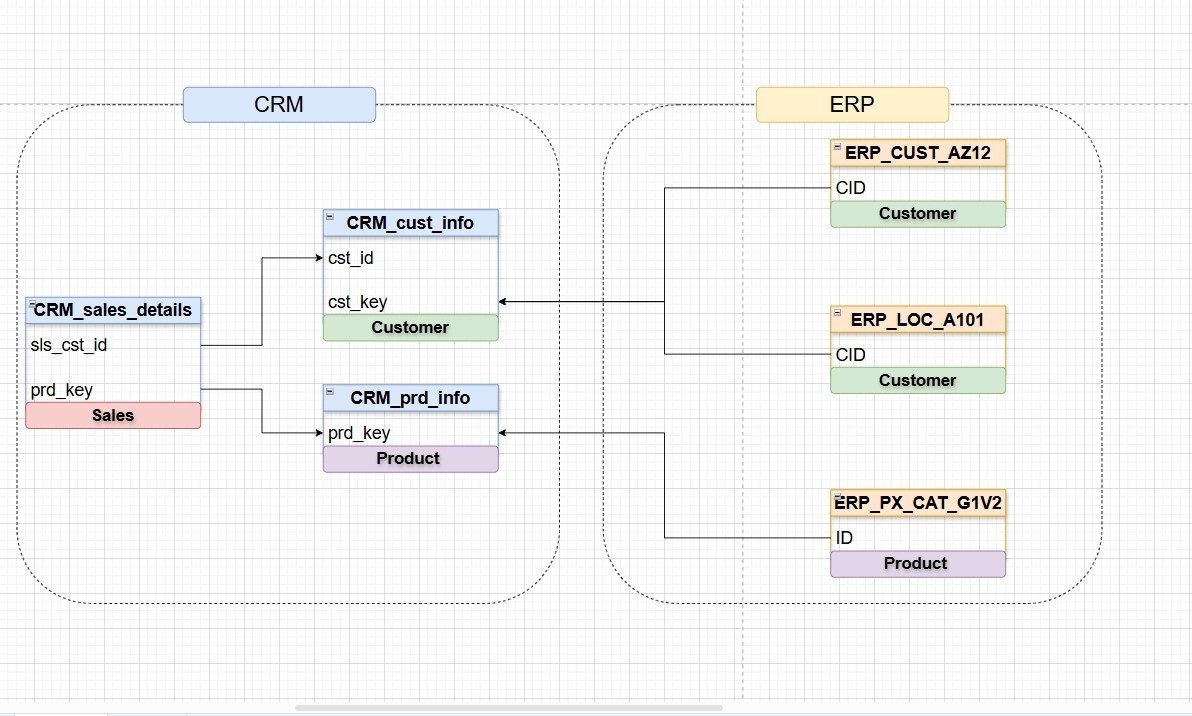 CRM
ERP
ERP_CUST_AZ12
CID
Customer
CRM_cust_info
cst_id
cst_key
Customer
CRM_sales_details
sls_cst_id
prd_key
Sales
ERP_LOC_A101
CID
Customer
CRM_prd_info
prd_key
Product
ERP_PX_CAT_G1V2
ID
Product